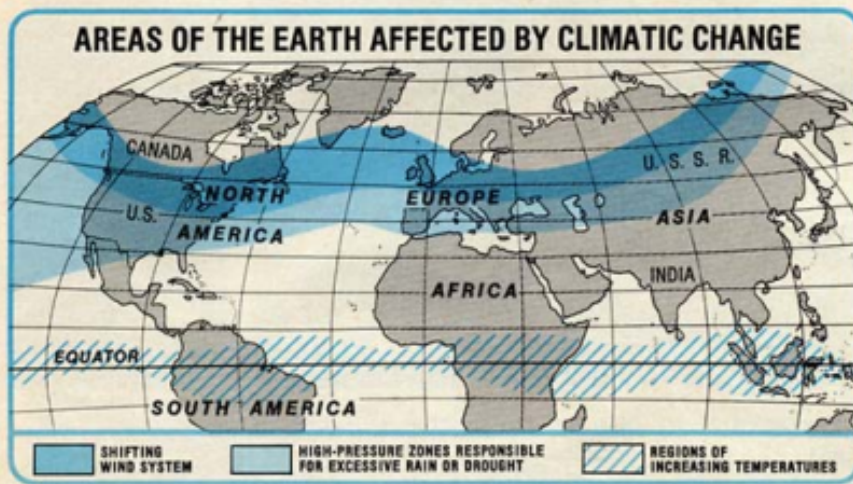 AREAS OF THE EARTH AFFECTED BY CLIMATIC CHANGE
CANADA
U. S. S. R.
NORTH
EUROPE
U.S.
AMERICA
ASIA
INDIA
AFRICA
EQUATOR
SOUTH AMERICA
SHIFTING
WIND SYSTEM
HIGH-PRESSURE ZONES RESPONSIBLE
FOR EXCESSIVE RAIN OR DROUGHT
REGIONS OF
INCREASING TEMPERATURES